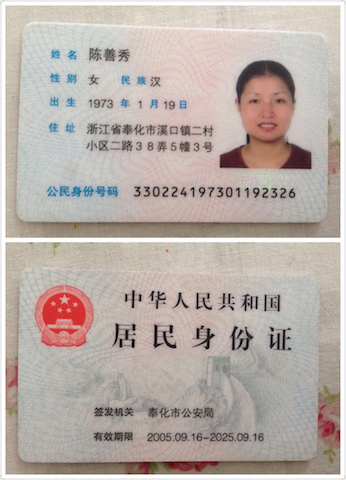 姓名 陈善秀
性别 女 民族 汉
出生 1973 年 1 月 19 日
住址 浙江省奉化市溪口镇二村
小区二路38弄5幢3号
公民身份号码 330224197301192326
中华人民共和国
居民身份证
签发机关 奉化市公安局
有效期限 2005.09.16-2025.09.16